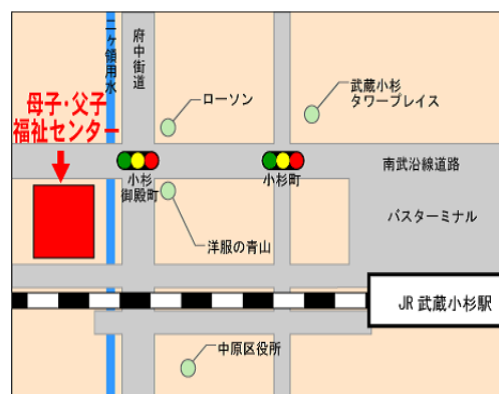 二ヶ領用水
府中街道
母子・父子
福祉センター
ローソン
武蔵小杉
タワープレイス
小杉
御殿町
小杉町
南武沿線道路
バスターミナル
洋服の青山
JR 武蔵小杉駅
中原区役所